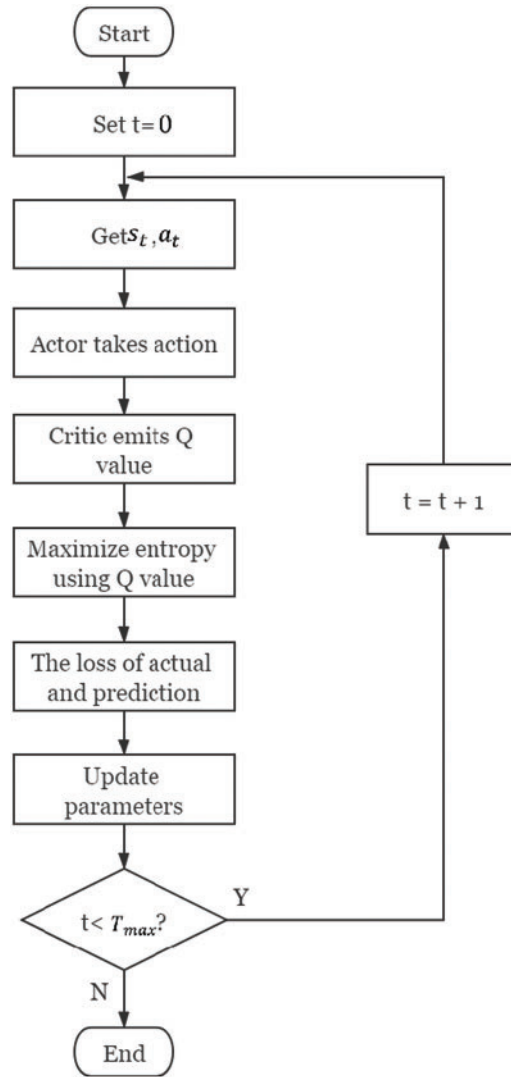 Start
Set t=0
Get s_t, a_t
Actor takes action
Critic emits Q
value
Maximize entropy
using Q value
The loss of actual
and prediction
Update
parameters
t< T_max?
Y
N
t = t + 1
End